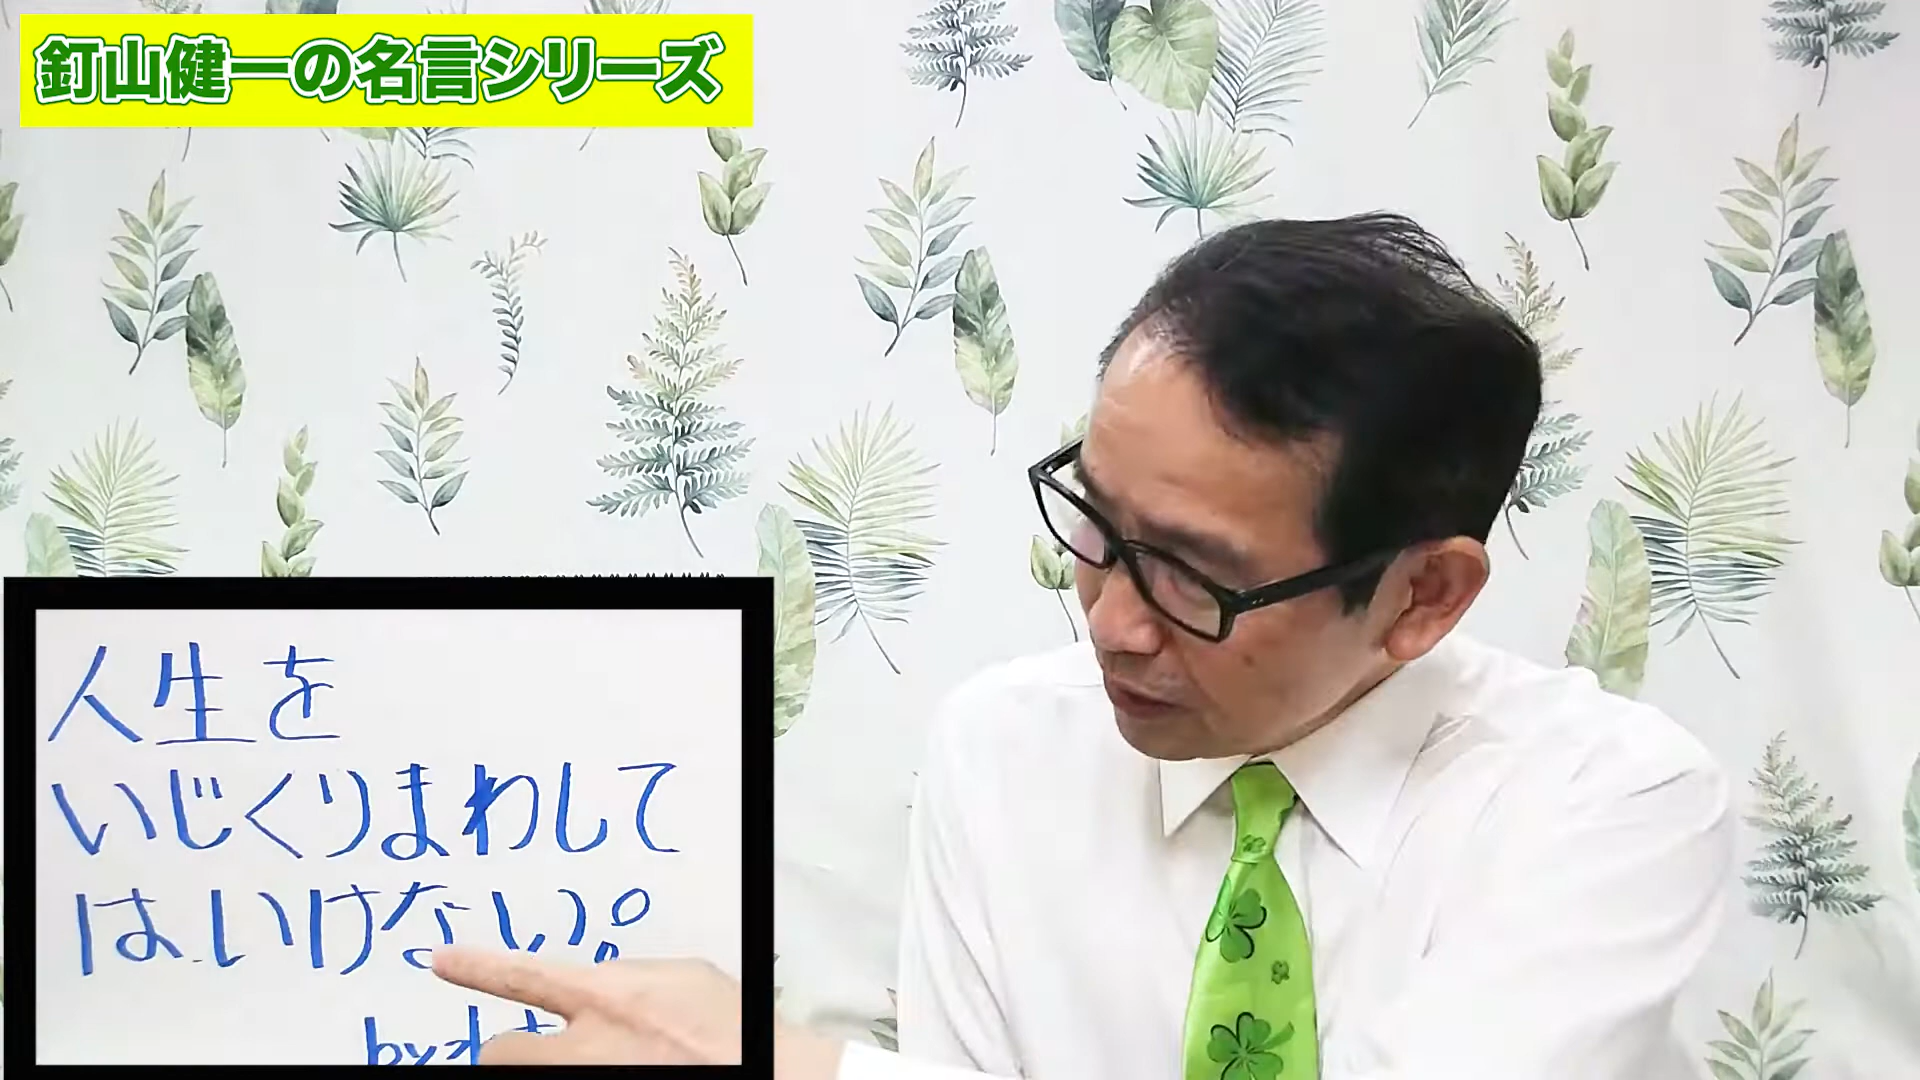 釘山健一の名言シリーズ
人生を
いじくりまわして
はいけない。
by